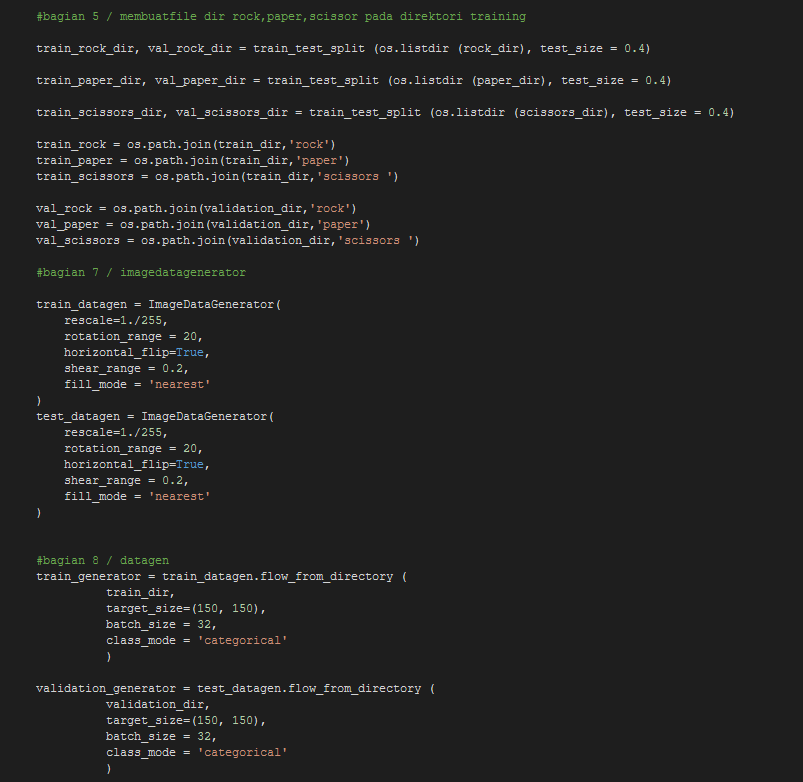 #bagian 5 / membuatfile dir rock,paper,scissor pada direktori training
train_rock_dir, val_rock_dir = train_test_split (os.listdir (rock_dir), test_size = 0.4)
train_paper_dir, val_paper_dir = train_test_split (os.listdir (paper_dir), test_size = 0.4)
train_scissors_dir, val_scissors_dir = train_test_split (os.listdir (scissors_dir), test_size = 0.4)
train_rock = os.path.join(train_dir,'rock')
train_paper = os.path.join(train_dir,'paper')
train_scissors = os.path.join(train_dir,'scissors ')
val_rock = os.path.join(validation_dir,'rock')
val_paper = os.path.join(validation_dir,'paper')
val_scissors = os.path.join(validation_dir,'scissors ')
#bagian 7 / imagedatagenerator
train_datagen = ImageDataGenerator(
    rescale=1./255,
    rotation_range = 20,
    horizontal_flip=True,
    shear_range = 0.2,
    fill_mode = 'nearest'
)
test_datagen = ImageDataGenerator(
    rescale=1./255,
    rotation_range = 20,
    horizontal_flip=True,
    shear_range = 0.2,
    fill_mode = 'nearest'
)
#bagian 8 / datagen
train_generator = train_datagen.flow_from_directory (
          train_dir,
          target_size=(150, 150),
          batch_size = 32,
          class_mode = 'categorical'
          )
validation_generator = test_datagen.flow_from_directory (
          validation_dir,
          target_size=(150, 150),
          batch_size = 32,
          class_mode = 'categorical'
          )